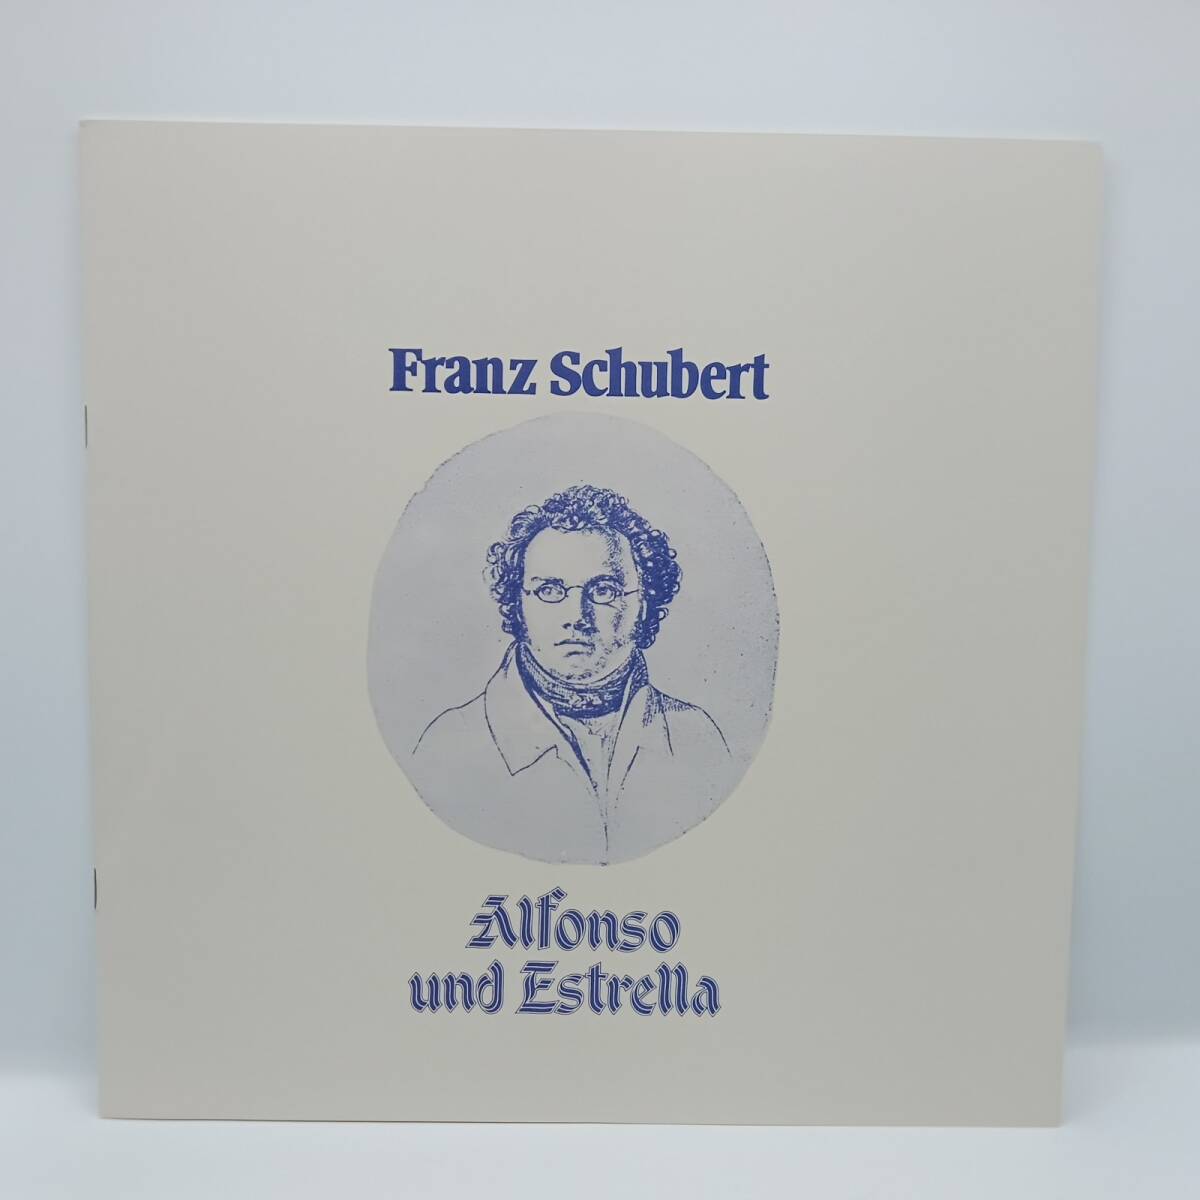 Franz Schubert
Alfonso
und Estrella